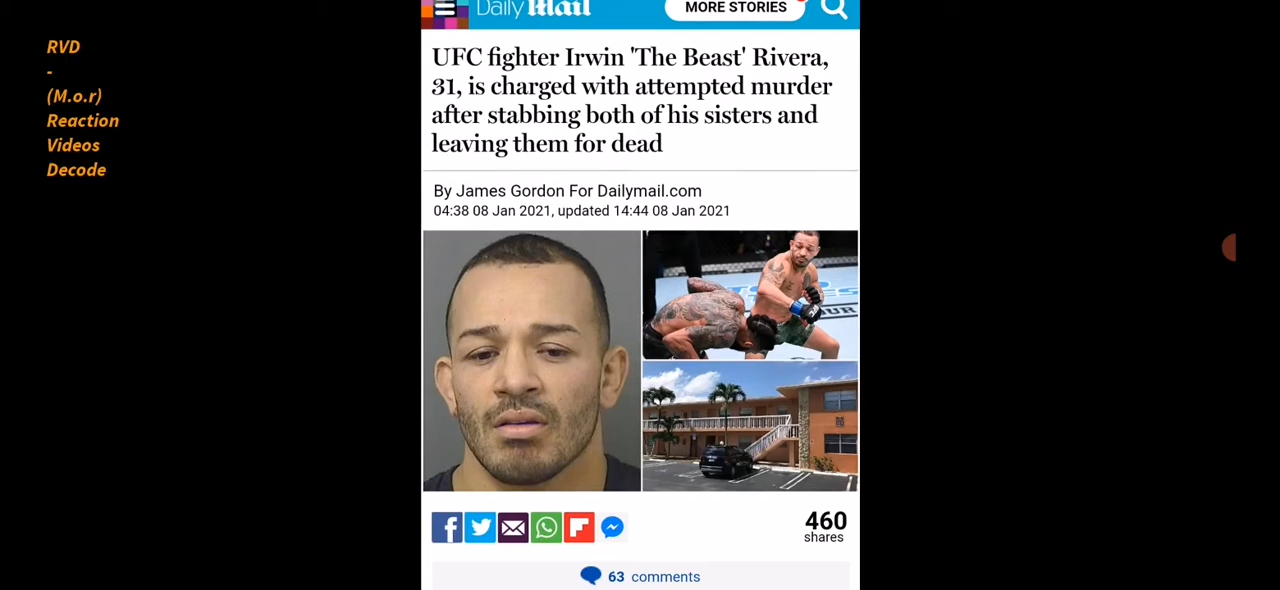 RVD
-
(M.o.r)
Reaction
Videos
Decode
Daily Mail
MORE STORIES
UFC fighter Irwin 'The Beast' Rivera,
31, is charged with attempted murder
after stabbing both of his sisters and
leaving them for dead
By James Gordon For Dailymail.com
04:38 08 Jan 2021, updated 14:44 08 Jan 2021
460
shares
63 comments